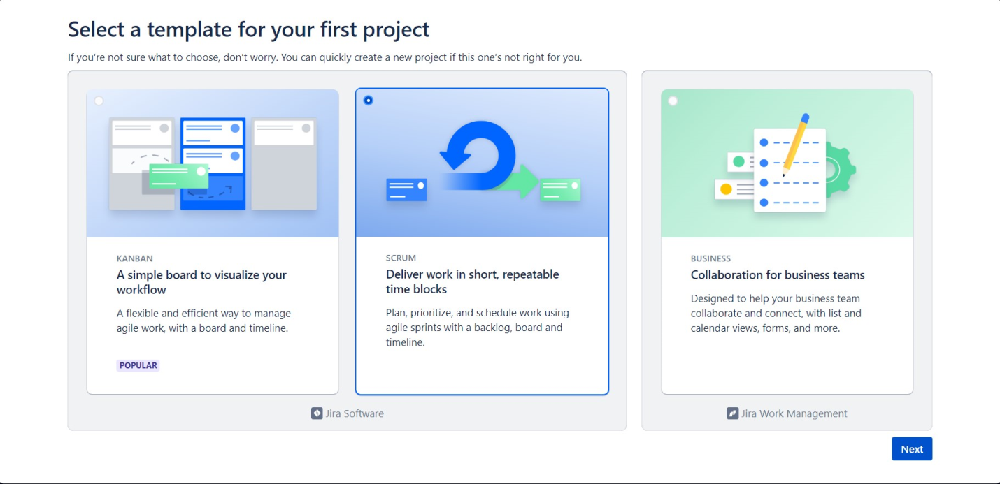 Select a template for your first project
If you're not sure what to choose, don't worry. You can quickly create a new project if this one's not right for you.
KANBAN
A simple board to visualize your
workflow
A flexible and efficient way to manage
agile work, with a board and timeline.
POPULAR
SCRUM
Deliver work in short, repeatable
time blocks
Plan, prioritize, and schedule work using
agile sprints with a backlog, board and
timeline.
Jira Software
BUSINESS
Collaboration for business teams
Designed to help your business team
collaborate and connect, with list and
calendar views, forms, and more.
Jira Work Management
Next